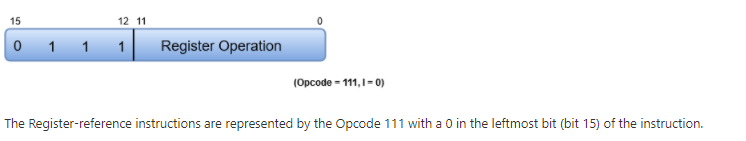 15 12 11 0
0 1 1 1 Register Operation
(Opcode = 111, I = 0)
The Register-reference instructions are represented by the Opcode 111 with a 0 in the leftmost bit (bit 15) of the instruction.